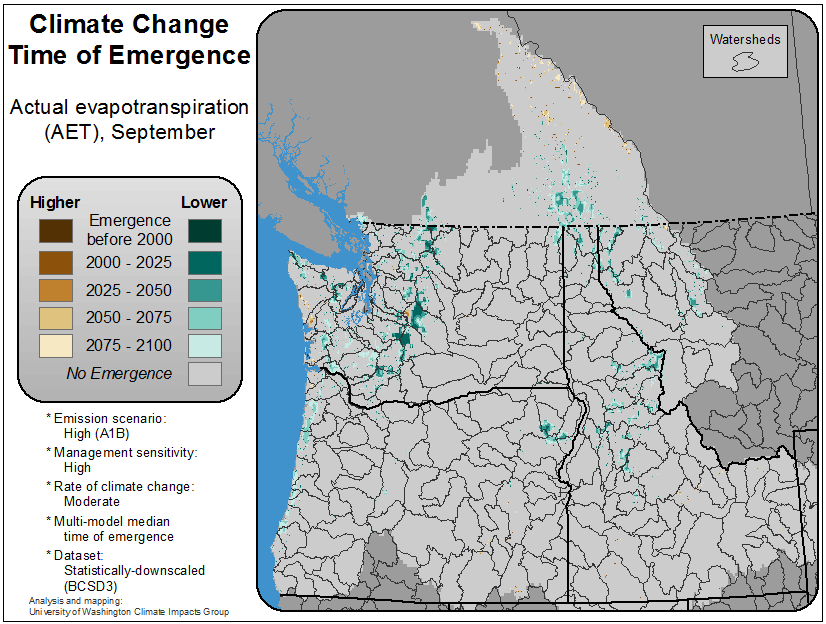 Climate Change
Time of Emergence
Actual evapotranspiration
(AET), September
Higher
Lower
Emergence
before 2000
2000 - 2025
2025 - 2050
2050 - 2075
2075 - 2100
No Emergence
* Emission scenario:
High (A1B)
* Management sensitivity:
High
* Rate of climate change:
Moderate
* Multi-model median
time of emergence
* Dataset:
Statistically-downscaled
(BCSD3)
Analysis and mapping:
University of Washington Climate Impacts Group
Watersheds